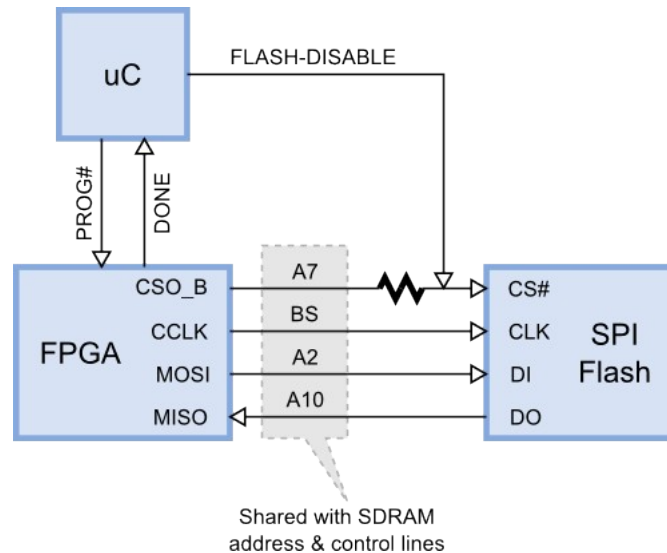 uC
FLASH-DISABLE
PROG#
DONE
FPGA
CSO_B
CCLK
MOSI
MISO
A7
BS
A2
A10
CS#
CLK
DI
DO
SPI
Flash
Shared with SDRAM
address & control lines